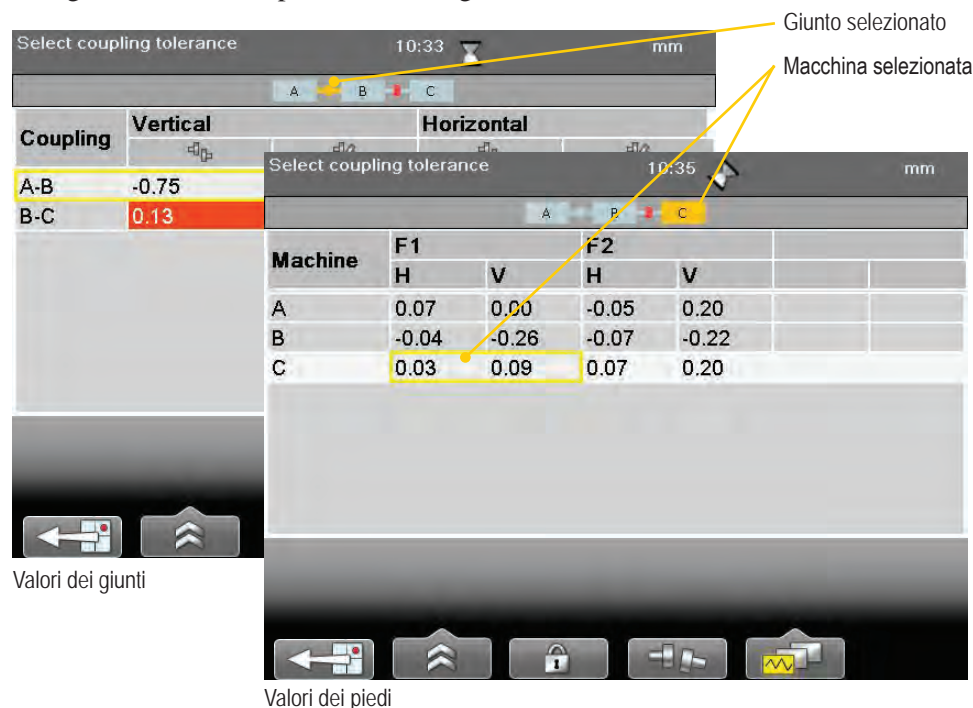 Giunto selezionato
Select coupling tolerance 10:33 mm
Macchina selezionata
A B C
Coupling Vertical Horizontal
A-B -0.75
B-C 0.13
Select coupling tolerance 10:35 mm
A B C
Machine F1 F2
H V H V
A 0.07 0.00 -0.05 0.20
B -0.04 -0.26 -0.07 -0.22
C 0.03 0.09 0.07 0.20
Valori dei giunti
Valori dei piedi